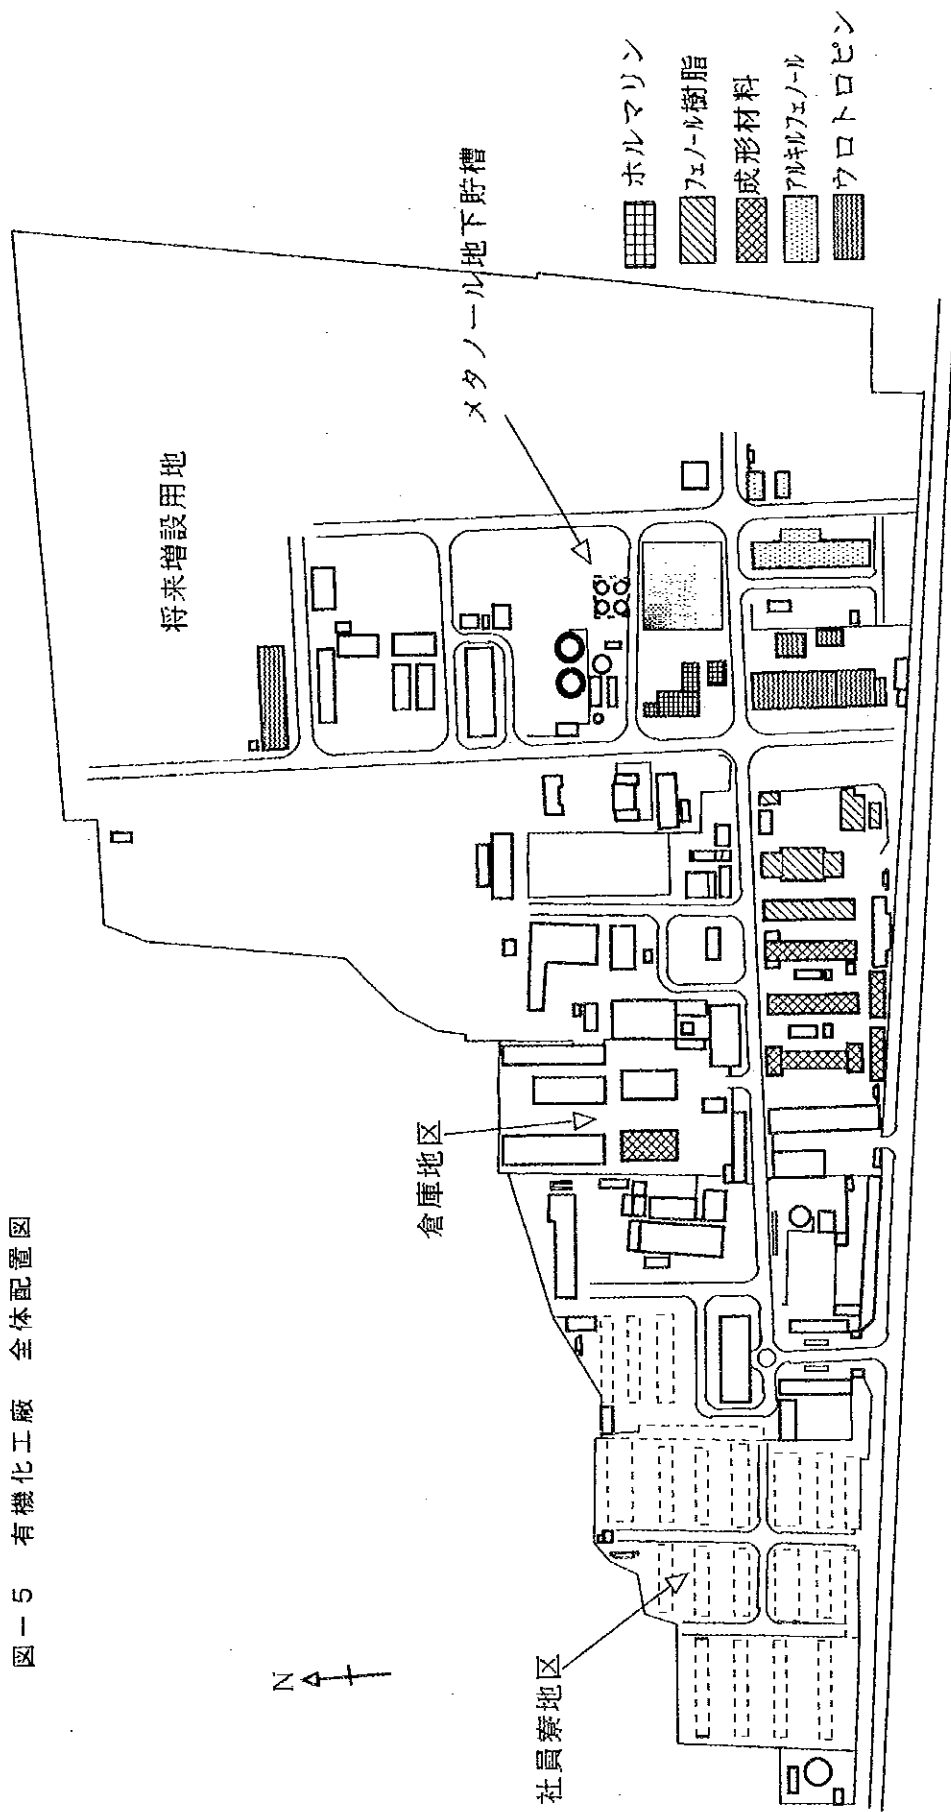 図－5 有機化工廠 全体配置図
N
将来増設用地
メタノール地下貯槽
倉庫地区
社員寮地区
ホルマリン
フェノール樹脂
成形材料
アルキルフェノール
ウロトロピン